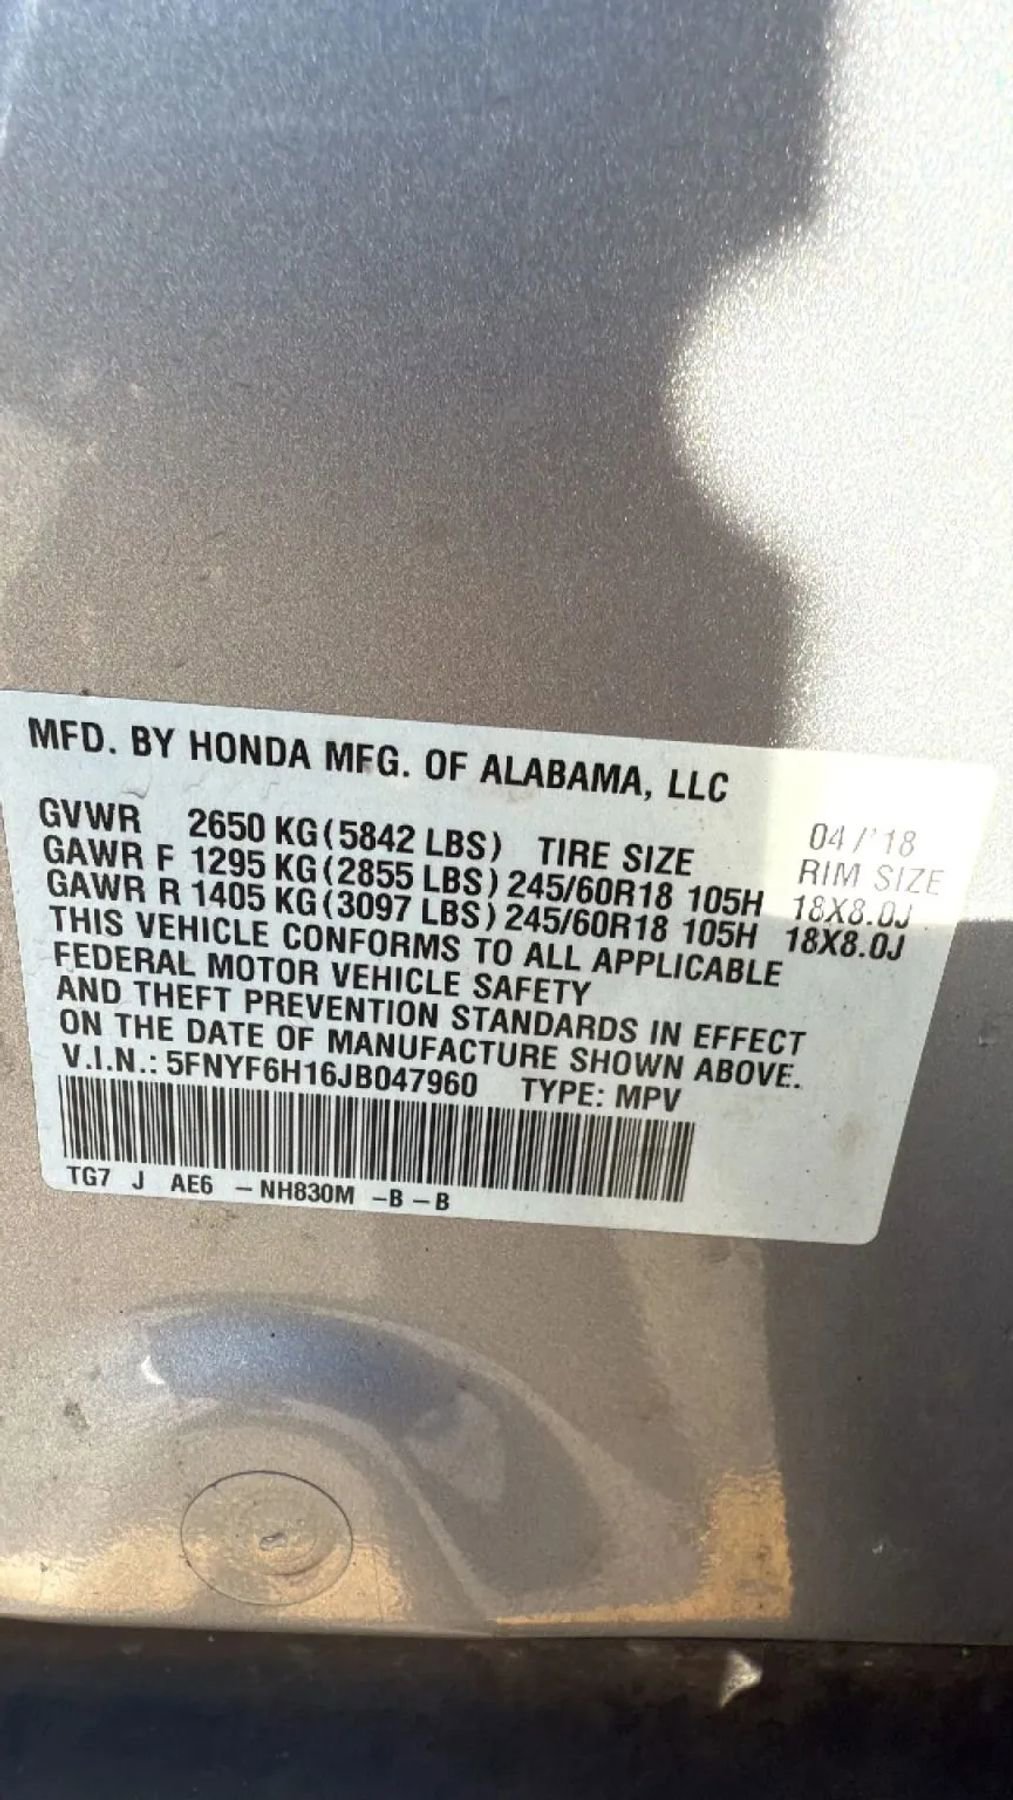 MFD. BY HONDA MFG. OF ALABAMA, LLC
04/'18
GVWR 2650 KG (5842 LBS) TIRE SIZE RIM SIZE
GAWR F 1295 KG (2855 LBS) 245/60R18 105H 18X8.0J
GAWR R 1405 KG (3097 LBS) 245/60R18 105H 18X8.0J
THIS VEHICLE CONFORMS TO ALL APPLICABLE
FEDERAL MOTOR VEHICLE SAFETY
AND THEFT PREVENTION STANDARDS IN EFFECT
ON THE DATE OF MANUFACTURE SHOWN ABOVE.
V.I.N.: 5FNYF6H16JB047960 TYPE: MPV
TG7 J AE6 -NH830M -B -B